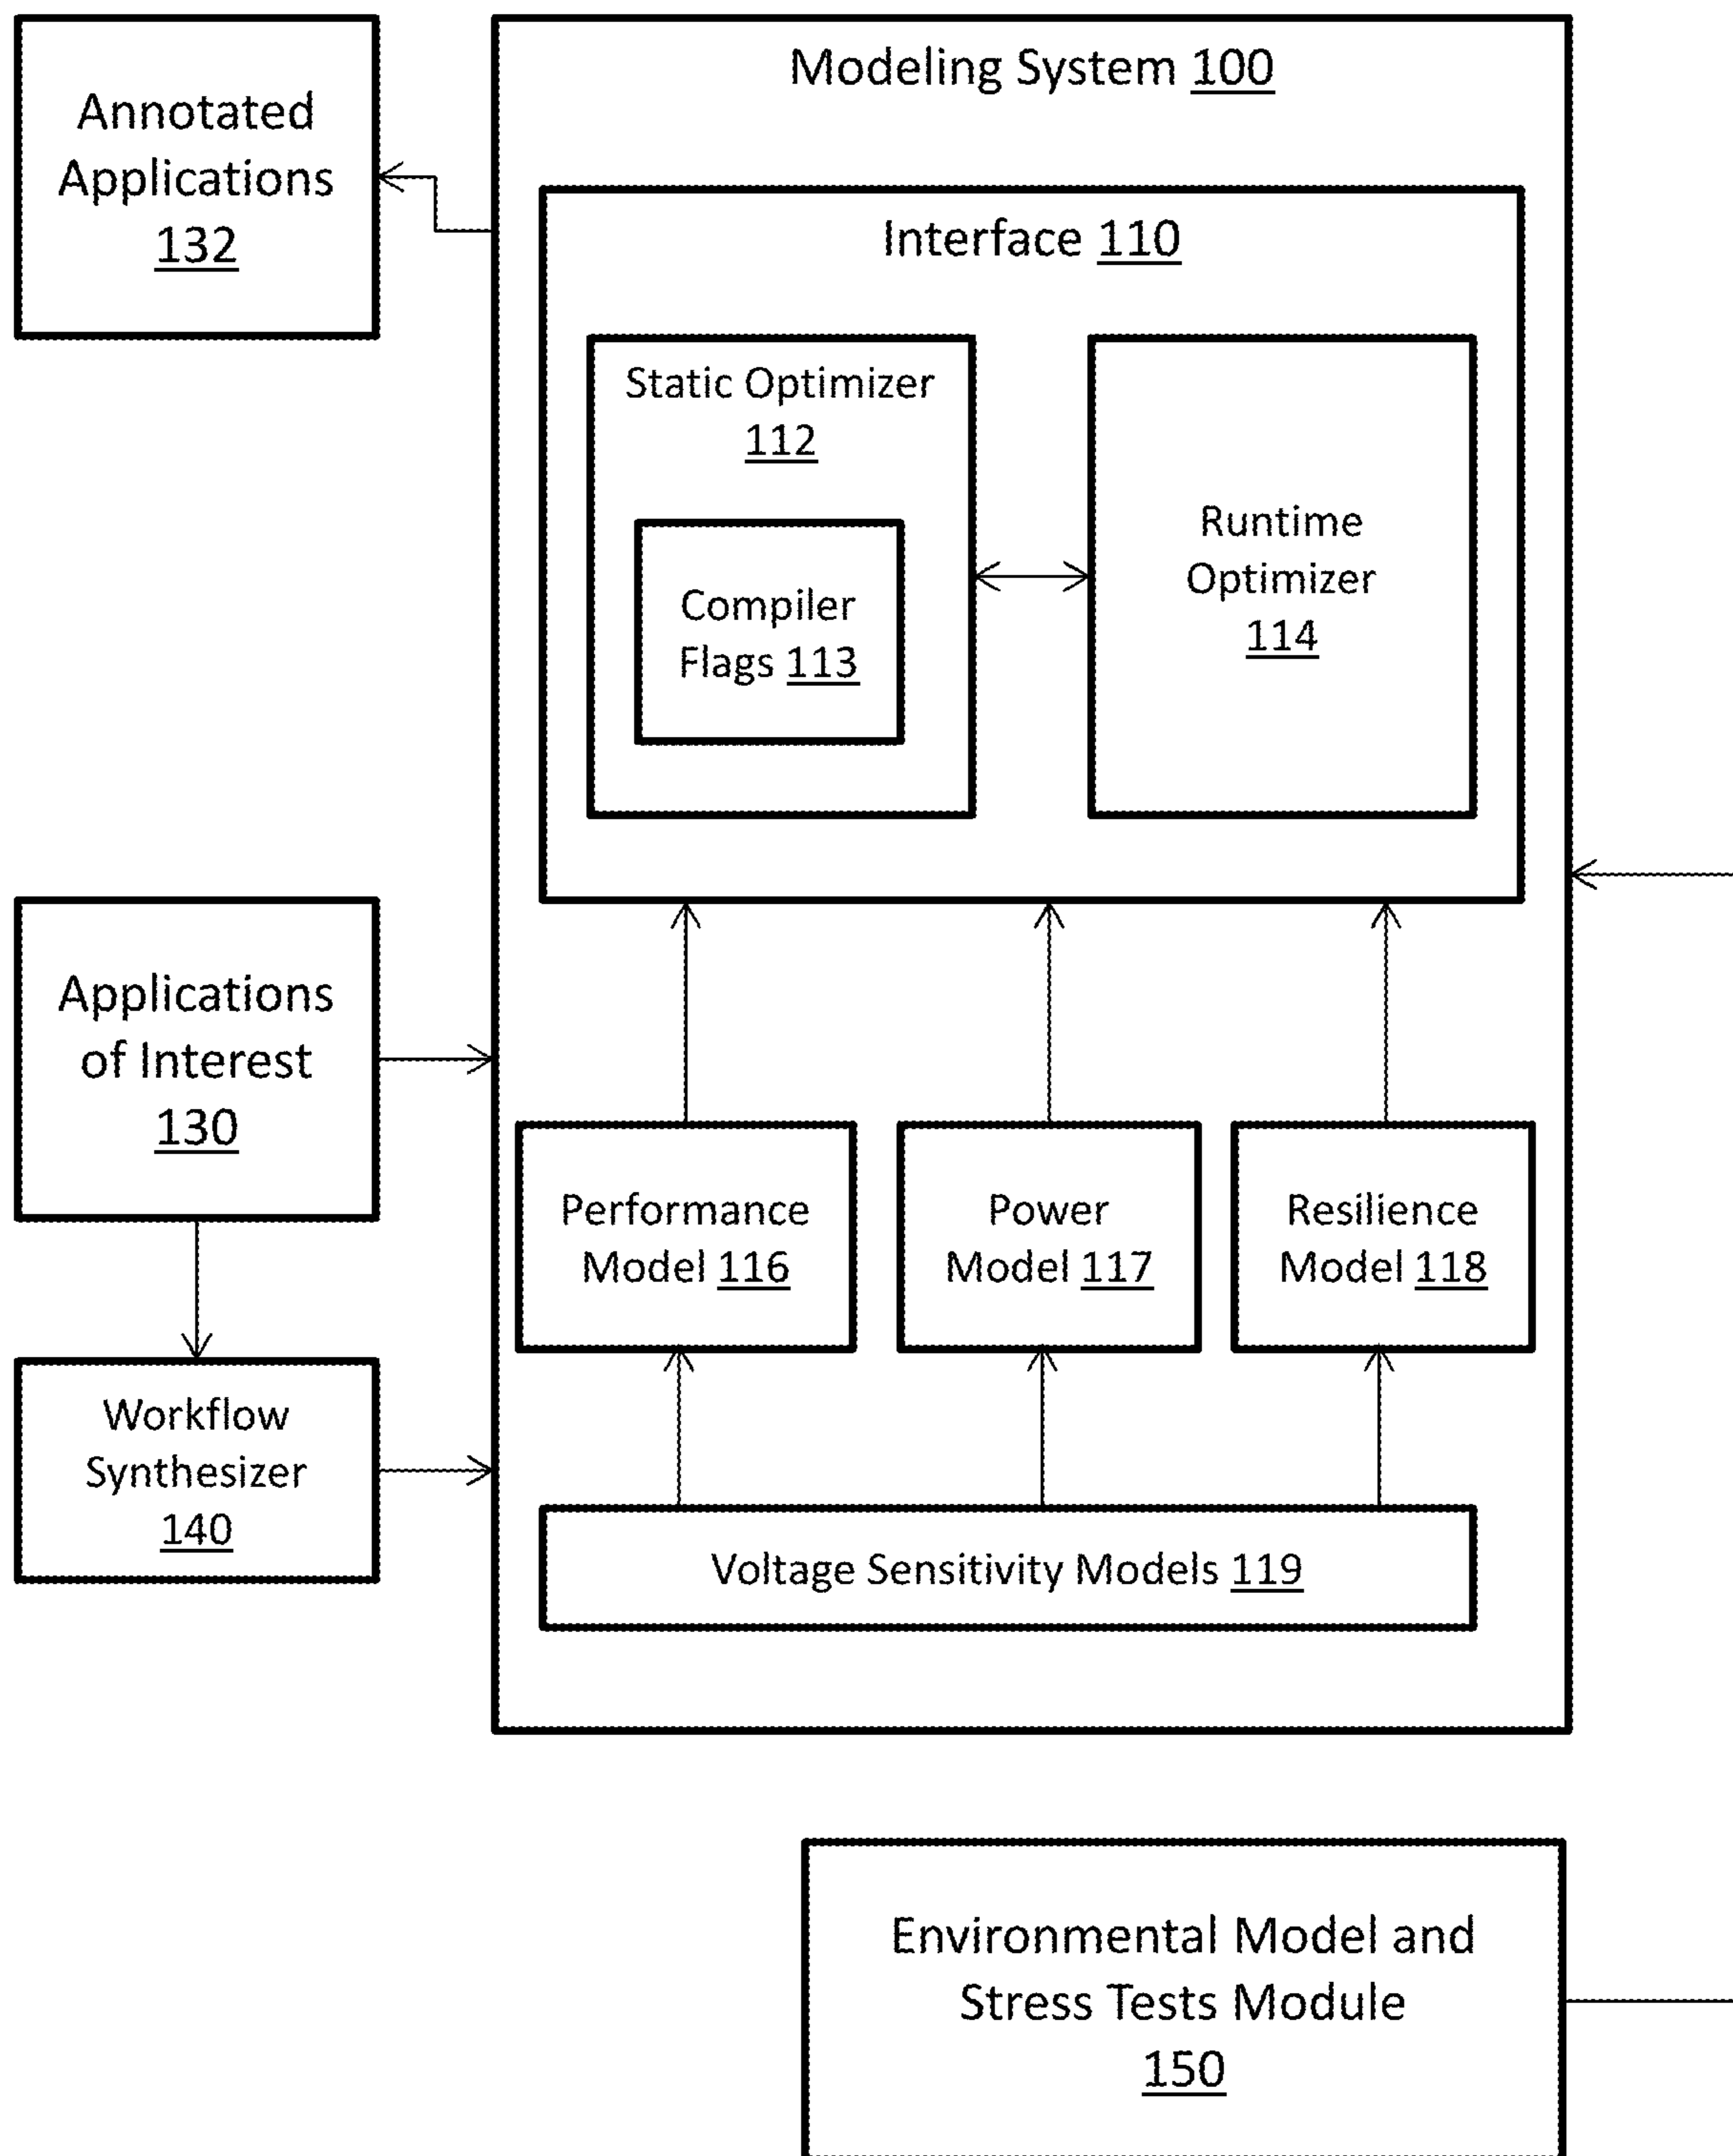 Annotated
Applications
132
Modeling System 100
Interface 110
Static Optimizer
112
Compiler
Flags 113
Runtime
Optimizer
114
Applications
of Interest
130
Performance
Model 116
Power
Model 117
Resilience
Model 118
Workflow
Synthesizer
140
Voltage Sensitivity Models 119
Environmental Model and
Stress Tests Module
150